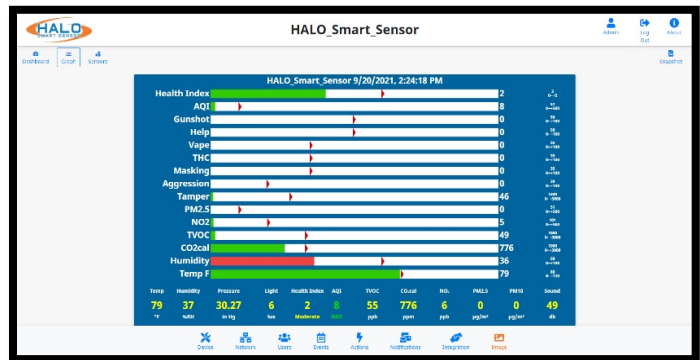 HALO
SMART SENSOR
HALO_Smart_Sensor
Admin
Log Out
About
Dashboard
Graph
Sensors
Snapshot
HALO_Smart_Sensor 9/20/2021, 2:24:18 PM
Health Index 2
AQI 8
Gunshot 0
Help 0
Vape 0
THC 0
Masking 0
Aggression 0
Tamper 46
PM2.5 0
NO2 5
TVOC 49
CO2cal 776
Humidity 36
Temp F 79
Temp Humidity Pressure Light Health Index AQI TVOC CO₂cal NO₂ PM2.5 PM10 Sound
79 37 30.27 6 2 8 55 776 6 0 0 49
°F %RH in Hg lux Moderate NO2 ppb ppm ppb µg/m³ µg/m³ db
Device Network Users Events Actions Notifications Integration Image